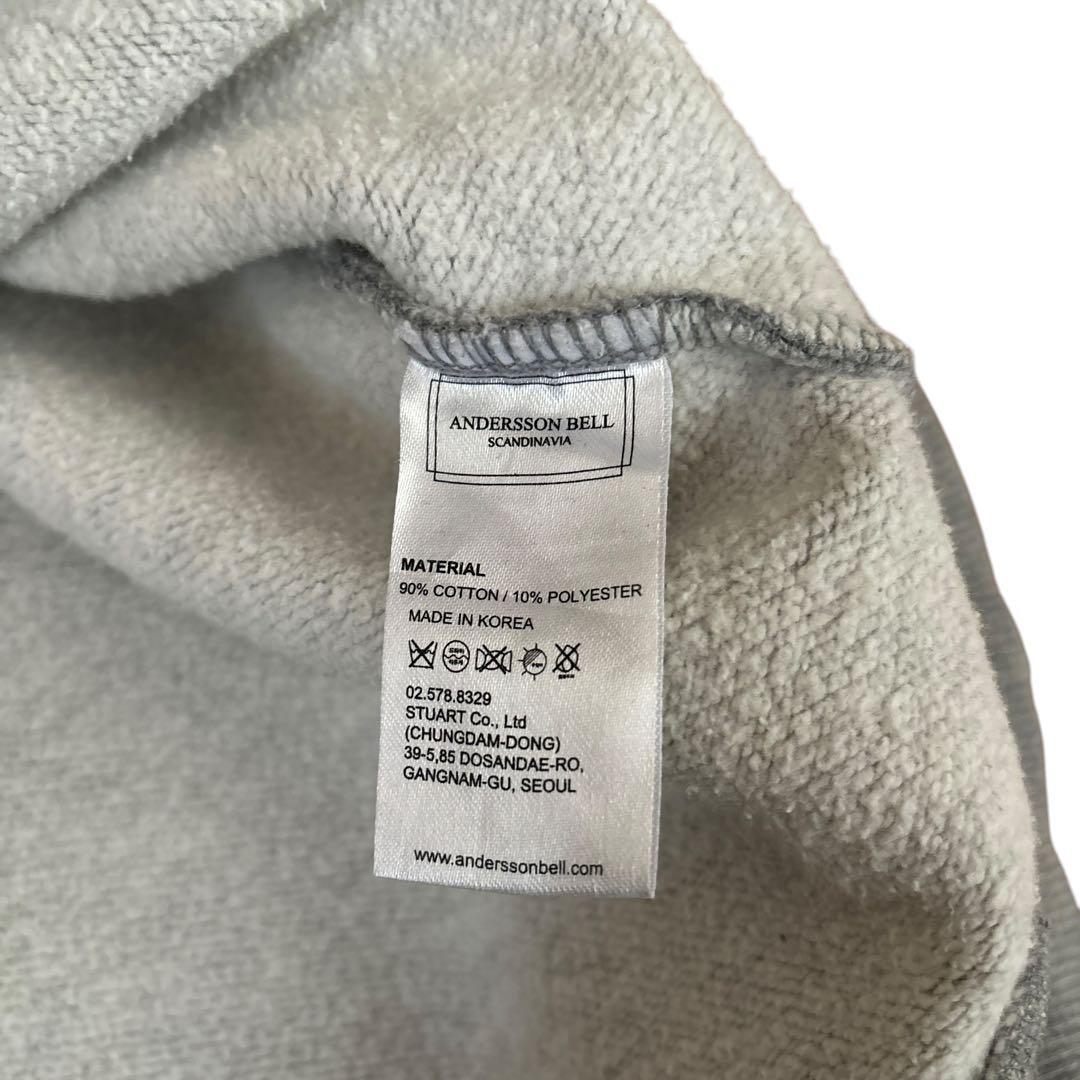 ANDERSSON BELL
SCANDINAVIA
MATERIAL
90% COTTON / 10% POLYESTER
MADE IN KOREA
02.578.8329
STUART Co., Ltd
(CHUNGDAM-DONG)
39-5,85 DOSANDAE-RO,
GANGNAM-GU, SEOUL
www.anderssonbell.com